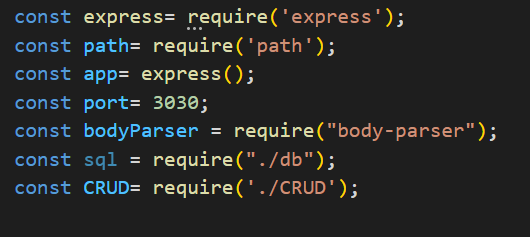 const express= require('express');
const path= require('path');
const app= express();
const port= 3030;
const bodyParser = require("body-parser");
const sql = require("./db");
const CRUD= require('./CRUD');